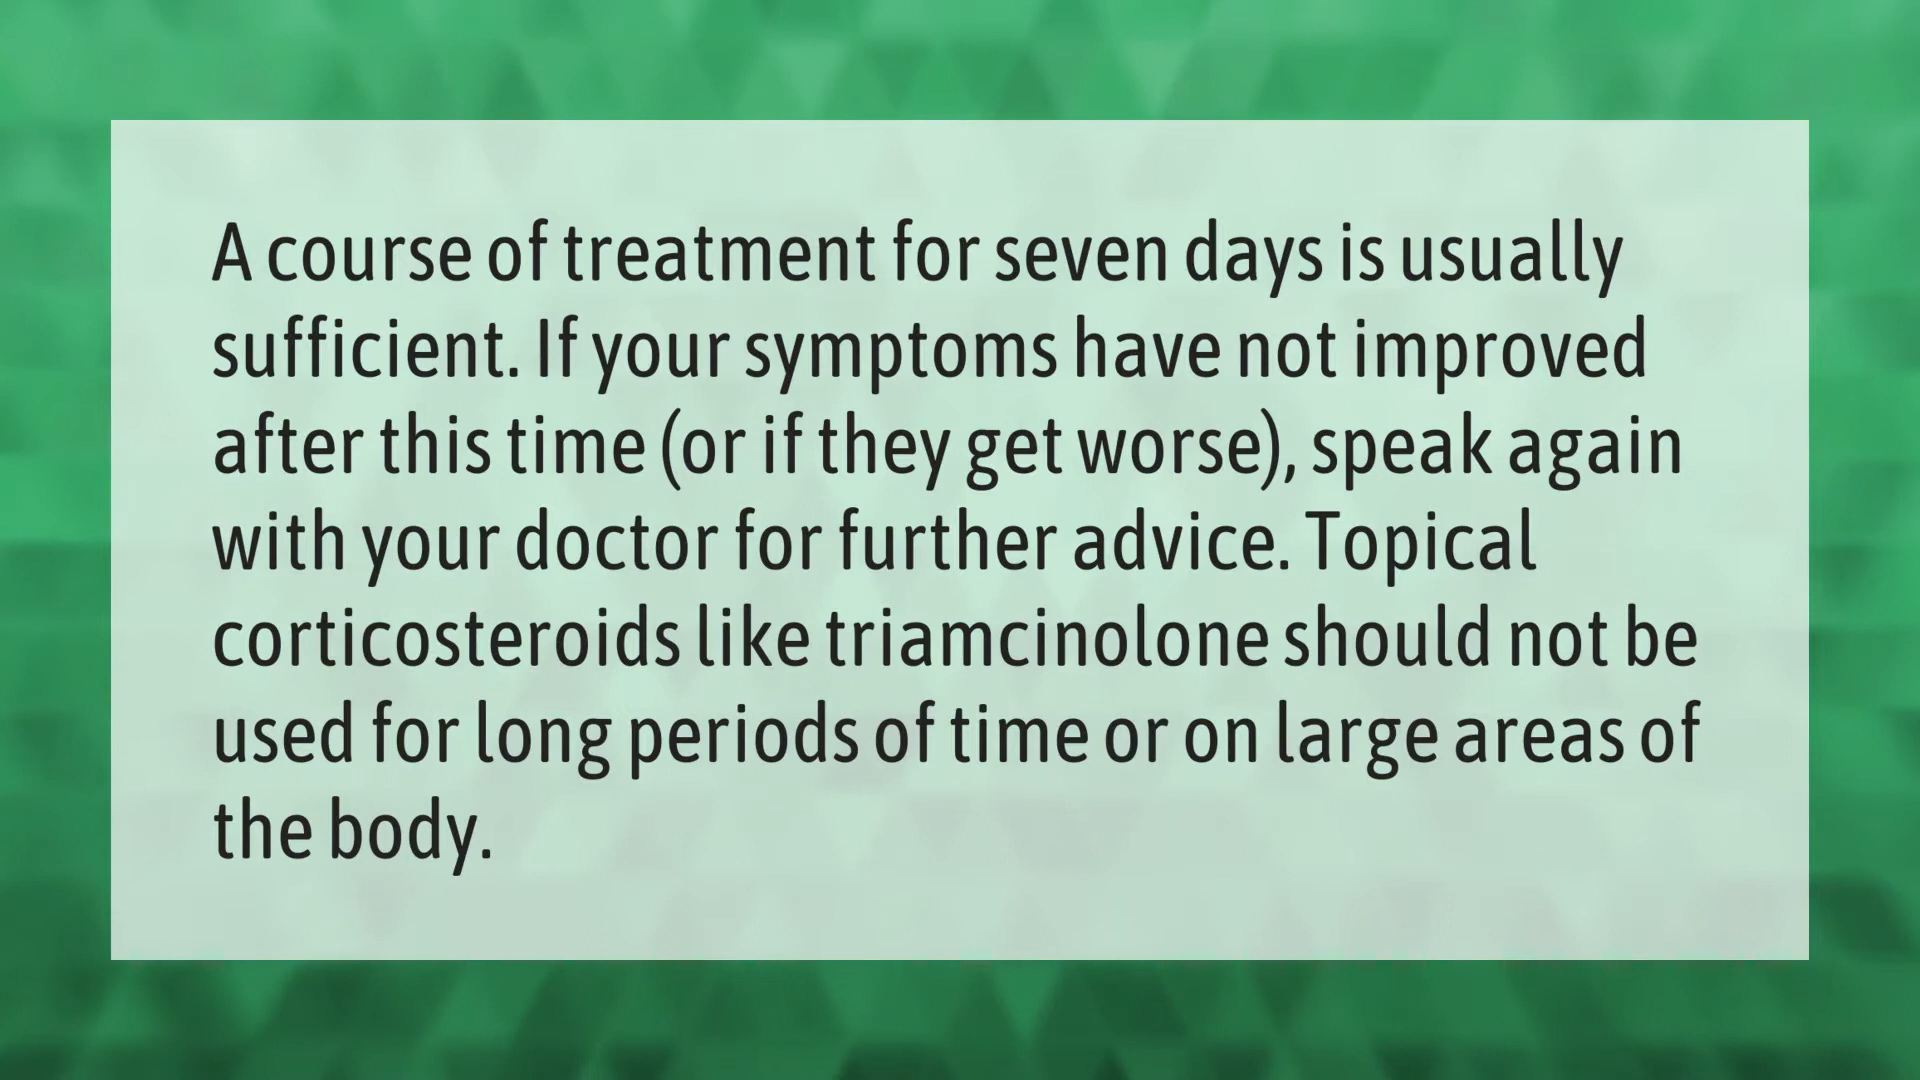 A course of treatment for seven days is usually
sufficient. If your symptoms have not improved
after this time (or if they get worse), speak again
with your doctor for further advice. Topical
corticosteroids like triamcinolone should not be
used for long periods of time or on large areas of
the body.